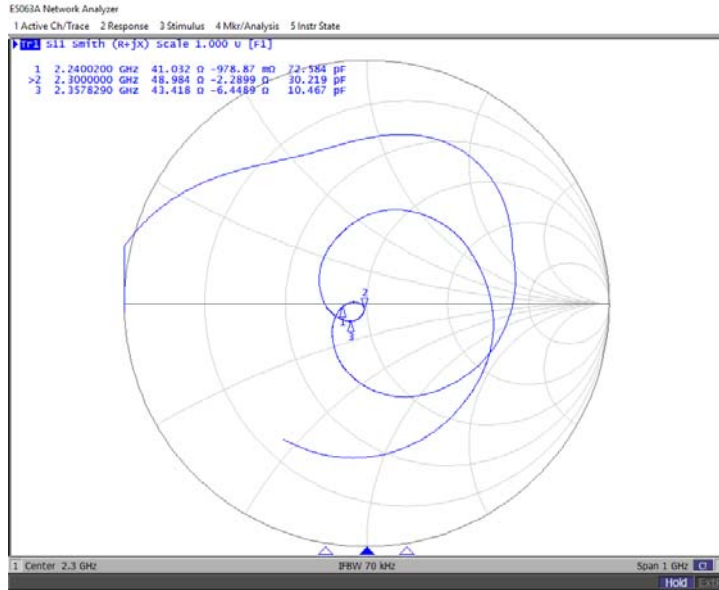 E5063A Network Analyzer
1 Active Ch/Trace 2 Response 3 Stimulus 4 Mkr/Analysis 5 Instr State
Tr1 S11 Smith (R+jX) Scale 1.000 U [F1]
1 2.2400200 GHz 41.032 Ω -978.87 mΩ 72.584 pF
>2 2.3000000 GHz 48.984 Ω -2.2899 Ω 30.219 pF
3 2.3578290 GHz 43.418 Ω -6.4489 Ω 10.467 pF
2
1
3
1 Center 2.3 GHz IFBW 70 kHz Span 1 GHz
Hold